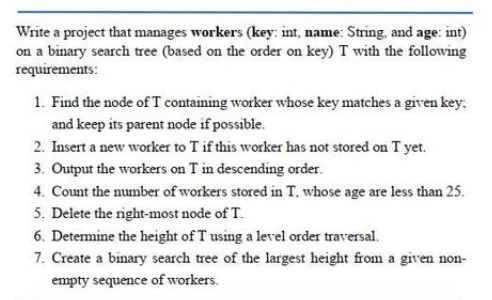 Write a project that manages workers (key: int, name: String, and age: int)
on a binary search tree (based on the order on key) T with the following
requirements:
1. Find the node of T containing worker whose key matches a given key;
and keep its parent node if possible.
2. Insert a new worker to T if this worker has not stored on T yet.
3. Output the workers on T in descending order.
4. Count the number of workers stored in T, whose age are less than 25.
5. Delete the right-most node of T.
6. Determine the height of T using a level order traversal.
7. Create a binary search tree of the largest height from a given non-
empty sequence of workers.